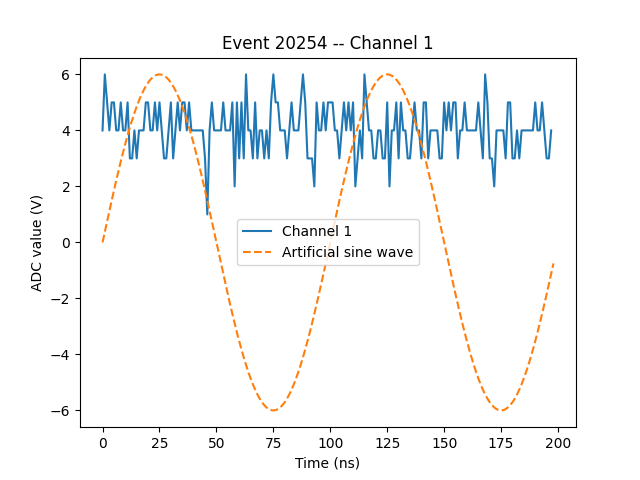 Event 20254 -- Channel 1
ADC value (V)
6
4
2
0
−2
−4
−6
Channel 1
Artificial sine wave
0 25 50 75 100 125 150 175 200
Time (ns)